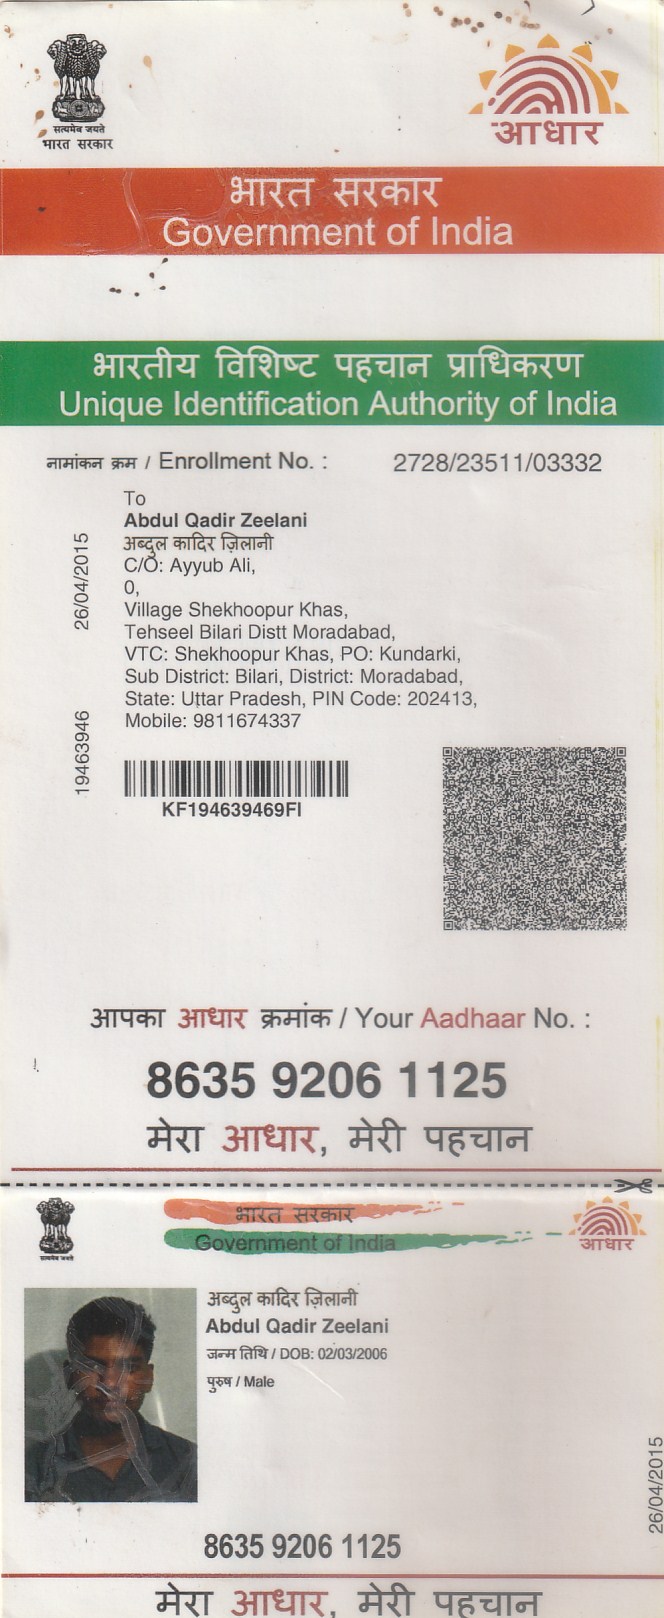 सत्यमेव जयते
भारत सरकार
आधार
भारत सरकार
Government of India
भारतीय विशिष्ट पहचान प्राधिकरण
Unique Identification Authority of India
नामांकन क्रम / Enrollment No. : 2728/23511/03332
To
Abdul Qadir Zeelani
अब्दुल कादिर ज़िलानी
C/O: Ayyub Ali,
0,
Village Shekhoopur Khas,
Tehseel Bilari Distt Moradabad,
VTC: Shekhoopur Khas, PO: Kundarki,
Sub District: Bilari, District: Moradabad,
State: Uttar Pradesh, PIN Code: 202413,
Mobile: 9811674337
26/04/2015
19463946
KF194639469FI
आपका आधार क्रमांक / Your Aadhaar No. :
8635 9206 1125
मेरा आधार, मेरी पहचान
सत्यमेव जयते
भारत सरकार
Government of India
आधार
अब्दुल कादिर ज़िलानी
Abdul Qadir Zeelani
जन्म तिथि / DOB: 02/03/2006
पुरुष / Male
26/04/2015
8635 9206 1125
मेरा आधार, मेरी पहचान